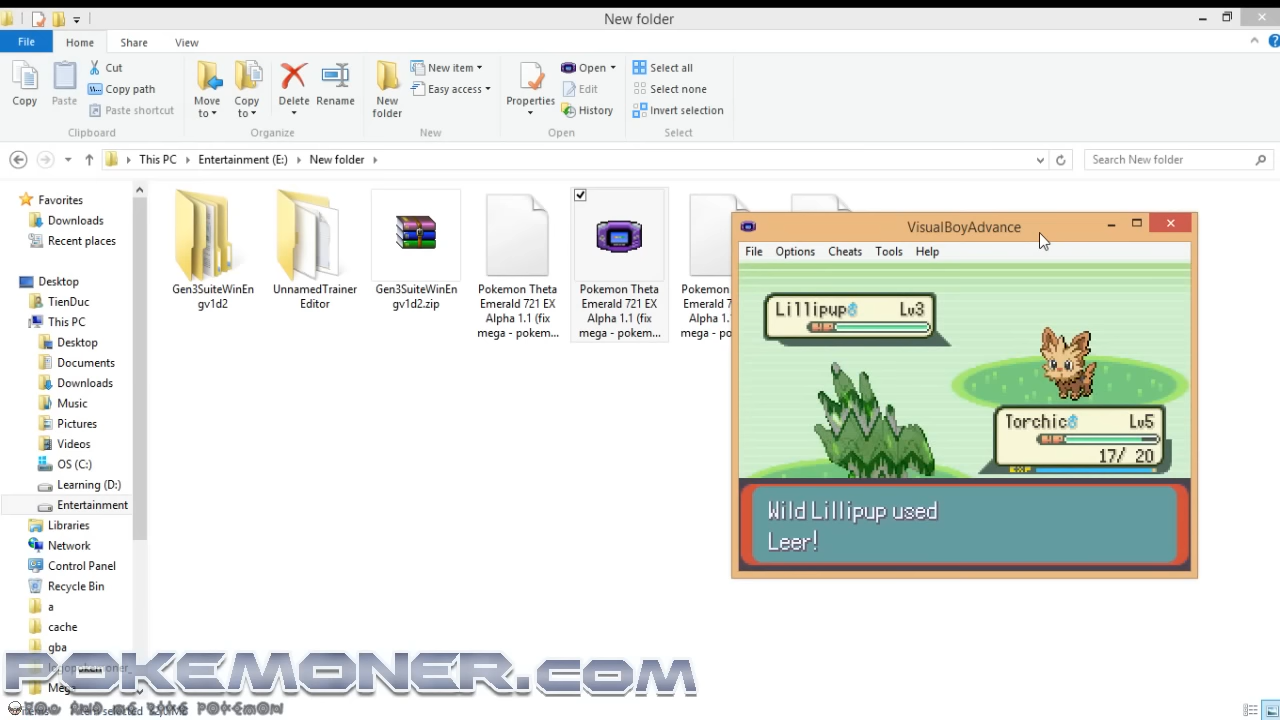 New folder
File Home Share View
Copy
Paste
Cut
Copy path
Paste shortcut
Clipboard
Move to
Copy to
Delete
Rename
Organize
New folder
New item
Easy access
New
Properties
Open
Edit
History
Open
Select all
Select none
Invert selection
Select
This PC Entertainment (E:) New folder
Search New folder
Favorites
Downloads
Recent places
Desktop
TienDuc
This PC
Desktop
Documents
Downloads
Music
Pictures
Videos
OS (C:)
Learning (D:)
Entertainment
Libraries
Network
Control Panel
Recycle Bin
a
cache
gba
Mega
Gen3SuiteWinEn
gv1d2
UnnamedTrainer
Editor
Gen3SuiteWinEn
gv1d2.zip
Pokemon Theta
Emerald 721 EX
Alpha 1.1 (fix
mega - pokem...
Pokemon Theta
Emerald 721 EX
Alpha 1.1 (fix
mega - pokem...
VisualBoyAdvance
File Options Cheats Tools Help
Lillipup♂ Lv3
Torchic♂ Lv5
17/ 20
EXP
Wild Lillipup used
Leer!
POKEMONER.COM